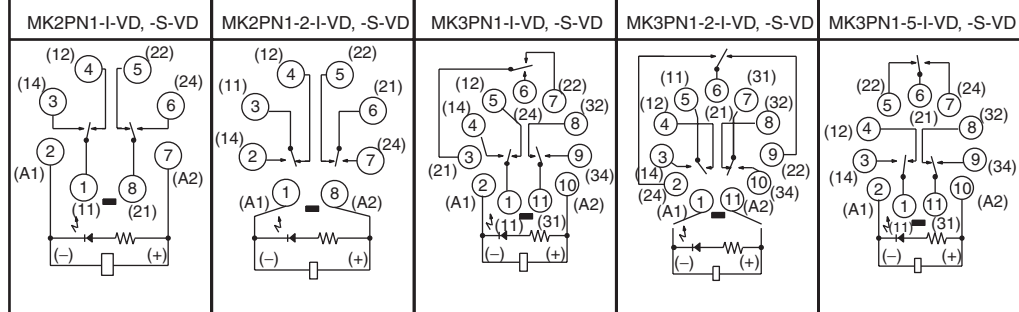 MK2PN1-I-VD, -S-VD
MK2PN1-2-I-VD, -S-VD
MK3PN1-I-VD, -S-VD
MK3PN1-2-I-VD, -S-VD
MK3PN1-5-I-VD, -S-VD
(12) (22)
4 5
(14) (24)
3 6
2 7
(A1) (A2)
1 8
(11) (21)
(−) (+)
(12) (22)
4 5
(11) (21)
3 6
(14) (24)
2 7
1 8
(A1) (A2)
(−) (+)
(12) 6 (22)
5 7
(14) (24) (32)
4 8
3 9
(21) (34)
2 10
(A1) 1 11 (A2)
(11) (31)
(−) (+)
(11) 6 (31)
5 7
(12) (21) (32)
4 8
3 9
(14) (22)
2 10
(24) (34)
(A1) 1 11 (A2)
(−) (+)
(22) 6 (24)
5 7
(21) (32)
(12) 4 8
3 9
(14) (34)
2 10
(A1) 1 11 (A2)
(11) (31)
(−) (+)